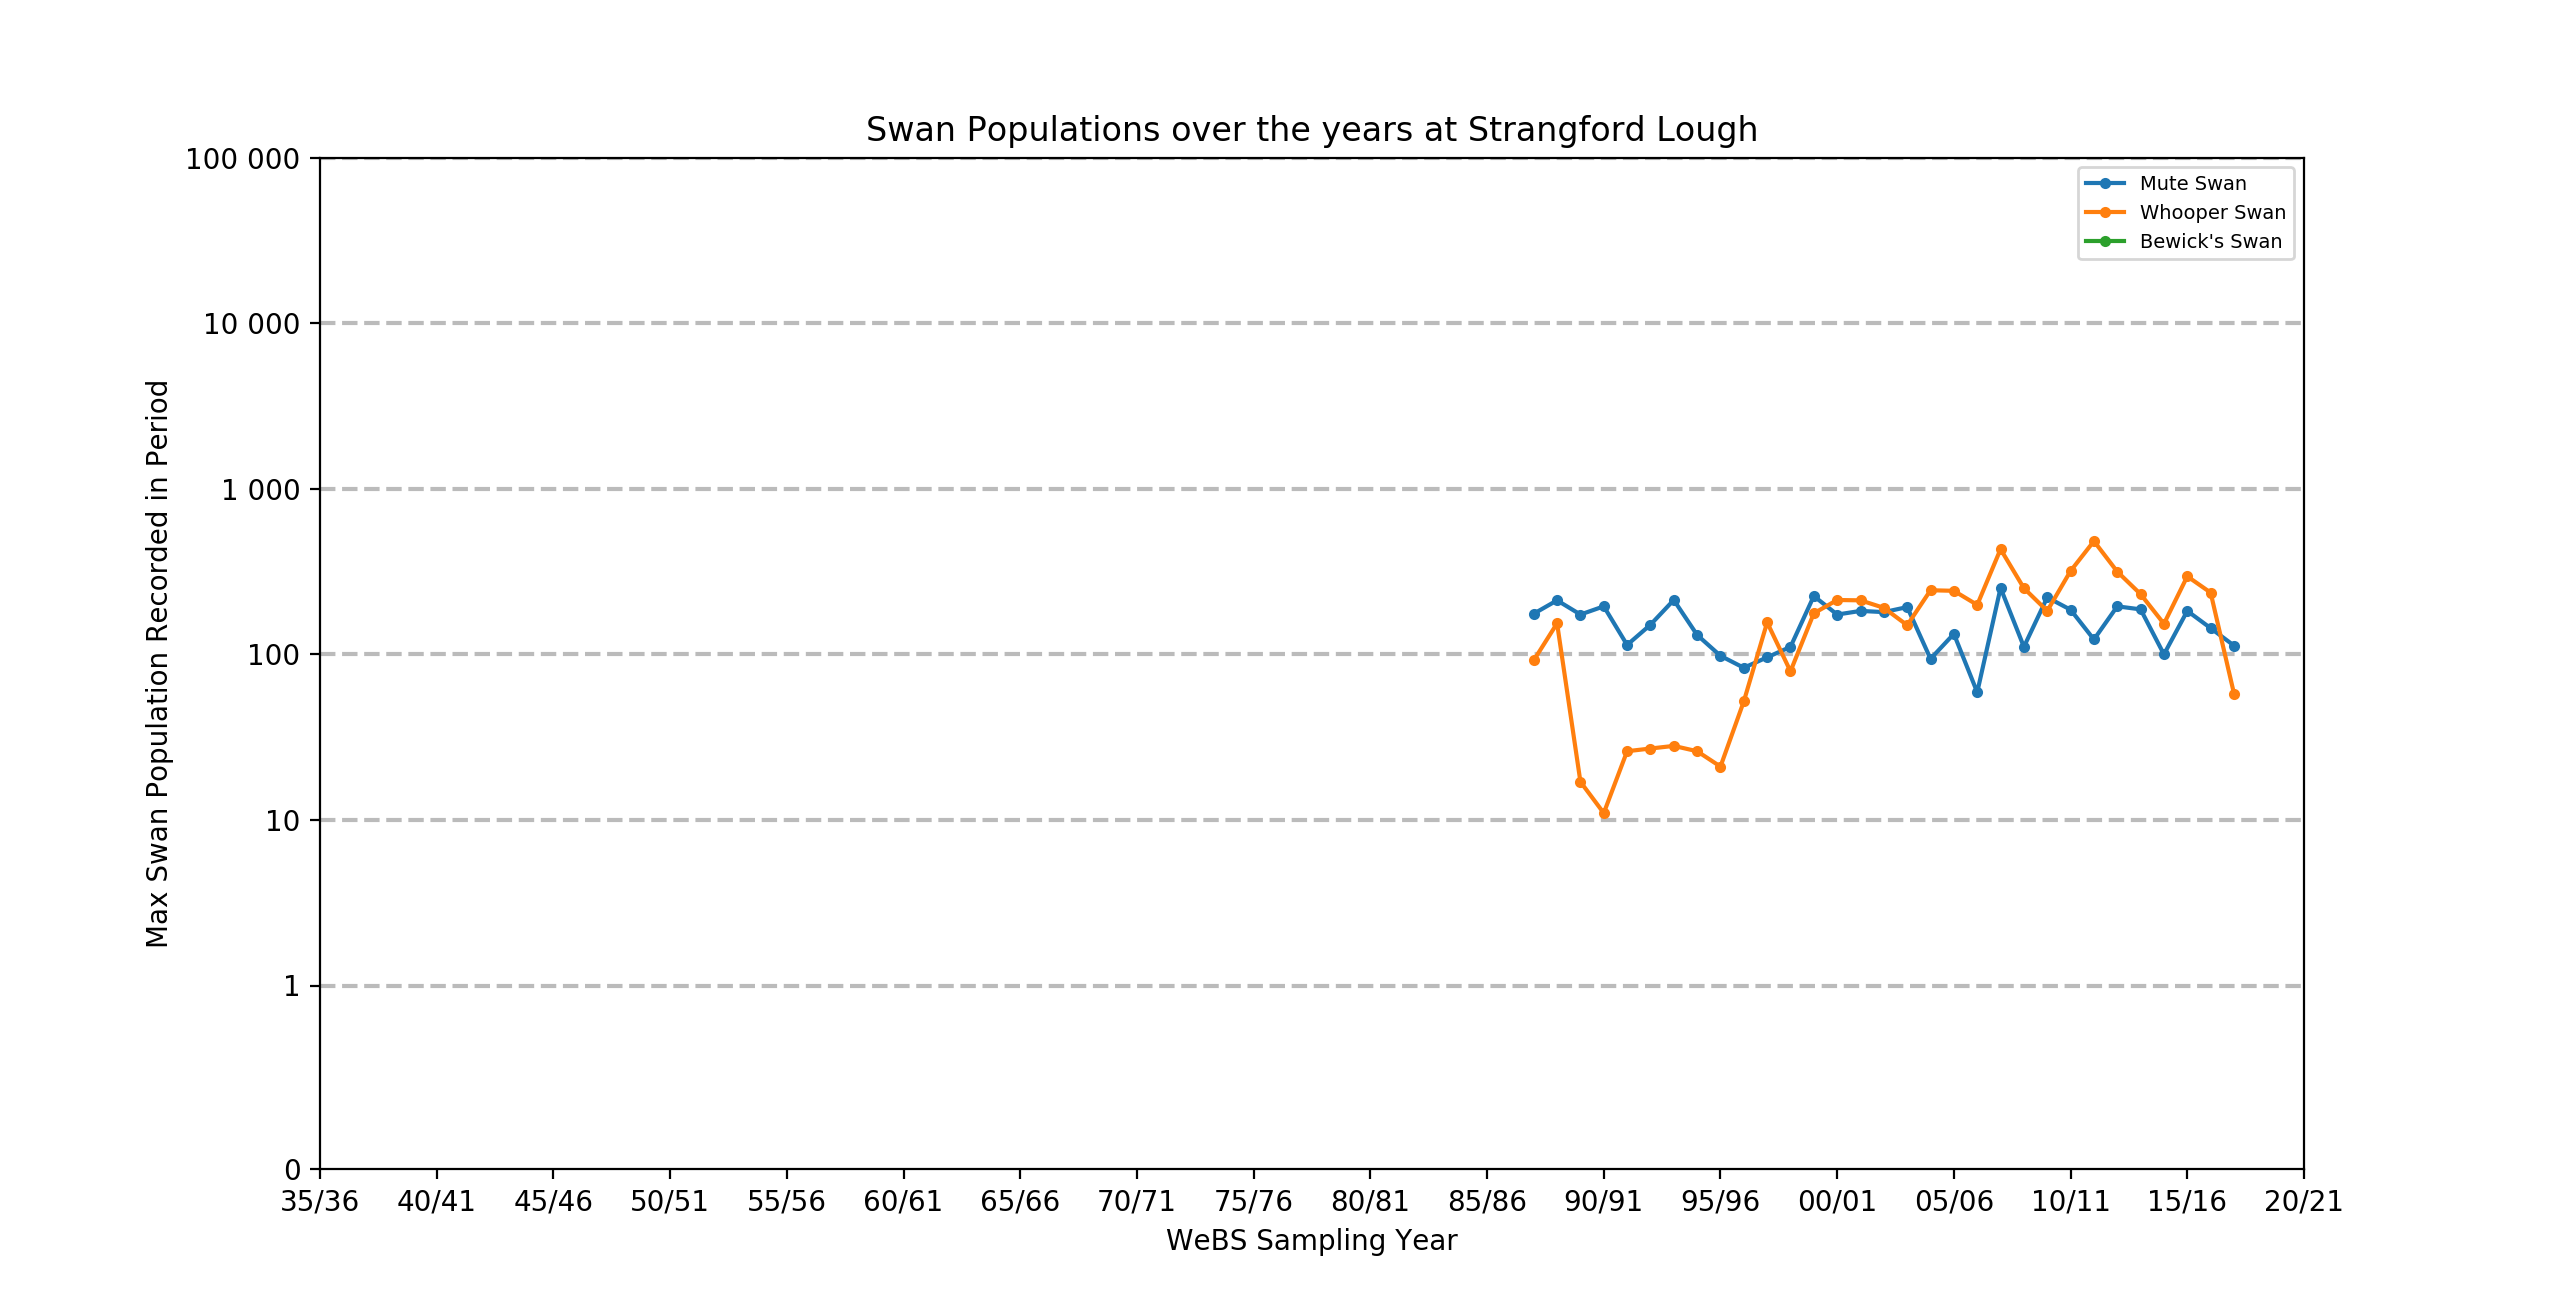 Swan Populations over the years at Strangford Lough
100 000
10 000
1 000
100
10
1
0
Max Swan Population Recorded in Period
Mute Swan
Whooper Swan
Bewick's Swan
35/36 40/41 45/46 50/51 55/56 60/61 65/66 70/71 75/76 80/81 85/86 90/91 95/96 00/01 05/06 10/11 15/16 20/21
WeBS Sampling Year